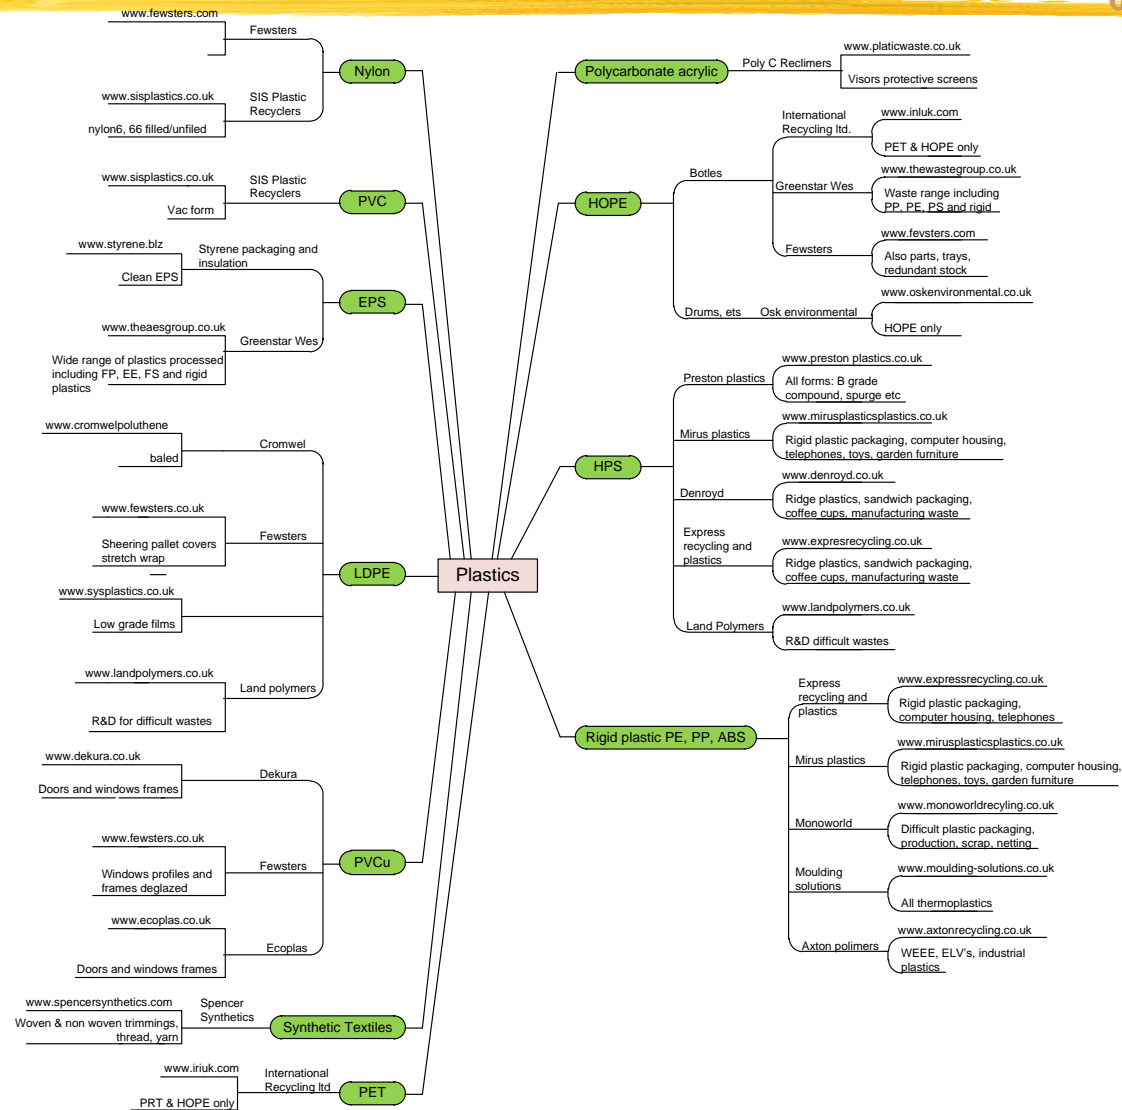 www.fewsters.com
Fewsters
Nylon
www.sisplastics.co.uk
SIS Plastic
Recyclers
nylon6, 66 filled/unfiled
www.sisplastics.co.uk
SIS Plastic
Recyclers
Vac form
PVC
www.styrene.blz
Styrene packaging and
insulation
Clean EPS
EPS
www.theaesgroup.co.uk
Greenstar Wes
Wide range of plastics processed
including FP, EE, FS and rigid
plastics
www.cromwelpoluthene
Cromwel
baled
www.fewsters.co.uk
Fewsters
Sheering pallet covers
stretch wrap
LDPE
www.sysplastics.co.uk
Low grade films
www.landpolymers.co.uk
Land polymers
R&D for difficult wastes
www.dekura.co.uk
Dekura
Doors and windows frames
www.fewsters.co.uk
Fewsters
Windows profiles and
frames deglazed
PVCu
www.ecoplas.co.uk
Ecoplas
Doors and windows frames
www.spencersynthetics.com
Spencer
Synthetics
Woven & non woven trimmings,
thread, yarn
Synthetic Textiles
www.iriuk.com
International
Recycling ltd
PRT & HOPE only
PET
Plastics
Polycarbonate acrylic
Poly C Reclimers
www.platicwaste.co.uk
Visors protective screens
HOPE
Botles
International
Recycling ltd.
www.inluk.com
PET & HOPE only
Greenstar Wes
www.thewastegroup.co.uk
Waste range including
PP, PE, PS and rigid
Fewsters
www.fevsters.com
Also parts, trays,
redundant stock
Drums, ets
Osk environmental
www.oskenvironmental.co.uk
HOPE only
HPS
Preston plastics
www.preston plastics.co.uk
All forms: B grade
compound, spurge etc
Mirus plastics
www.mirusplasticsplastics.co.uk
Rigid plastic packaging, computer housing,
telephones, toys, garden furniture
Denroyd
www.denroyd.co.uk
Ridge plastics, sandwich packaging,
coffee cups, manufacturing waste
Express
recycling and
plastics
www.expresrecycling.co.uk
Ridge plastics, sandwich packaging,
coffee cups, manufacturing waste
Land Polymers
www.landpolymers.co.uk
R&D difficult wastes
Rigid plastic PE, PP, ABS
Express
recycling and
plastics
www.expressrecycling.co.uk
Rigid plastic packaging,
computer housing, telephones
Mirus plastics
www.mirusplasticsplastics.co.uk
Rigid plastic packaging, computer housing,
telephones, toys, garden furniture
Monoworld
www.monoworldrecyling.co.uk
Difficult plastic packaging,
production, scrap, netting
Moulding
solutions
www.moulding-solutions.co.uk
All thermoplastics
Axton polimers
www.axtonrecycling.co.uk
WEEE, ELV's, industrial
plastics